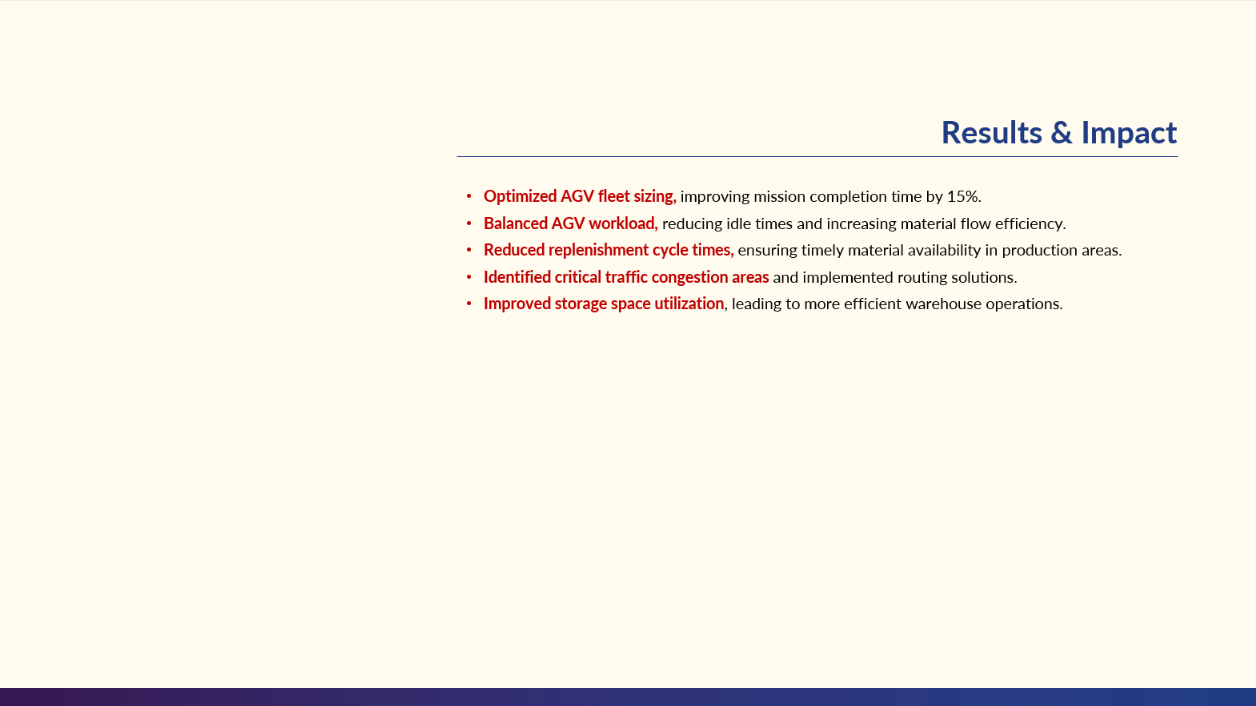 Results & Impact
• Optimized AGV fleet sizing, improving mission completion time by 15%.
• Balanced AGV workload, reducing idle times and increasing material flow efficiency.
• Reduced replenishment cycle times, ensuring timely material availability in production areas.
• Identified critical traffic congestion areas and implemented routing solutions.
• Improved storage space utilization, leading to more efficient warehouse operations.